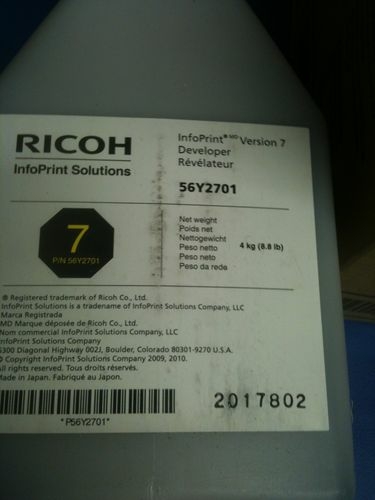 RICOH
InfoPrint Solutions
InfoPrint®MD Version 7
Developer
Révélateur
56Y2701
7
P/N 56Y2701
Net weight
Poids net
Nettogewicht
Peso netto 4 kg (8.8 lb)
Peso neto
Peso da rede
® Registered trademark of Ricoh Co., Ltd.
InfoPrint Solutions is a tradename of InfoPrint Solutions Company, LLC
Marca Registrada
MD Marque déposée de Ricoh Co., Ltd.
Nom commercial InfoPrint Solutions Company, LLC
InfoPrint Solutions Company
6300 Diagonal Highway 002J, Boulder, Colorado 80301-9270 U.S.A.
© Copyright InfoPrint Solutions Company 2009, 2010.
All rights reserved. Tous droits réservés.
Made in Japan. Fabriqué au Japon.
*P56Y2701*
2017802